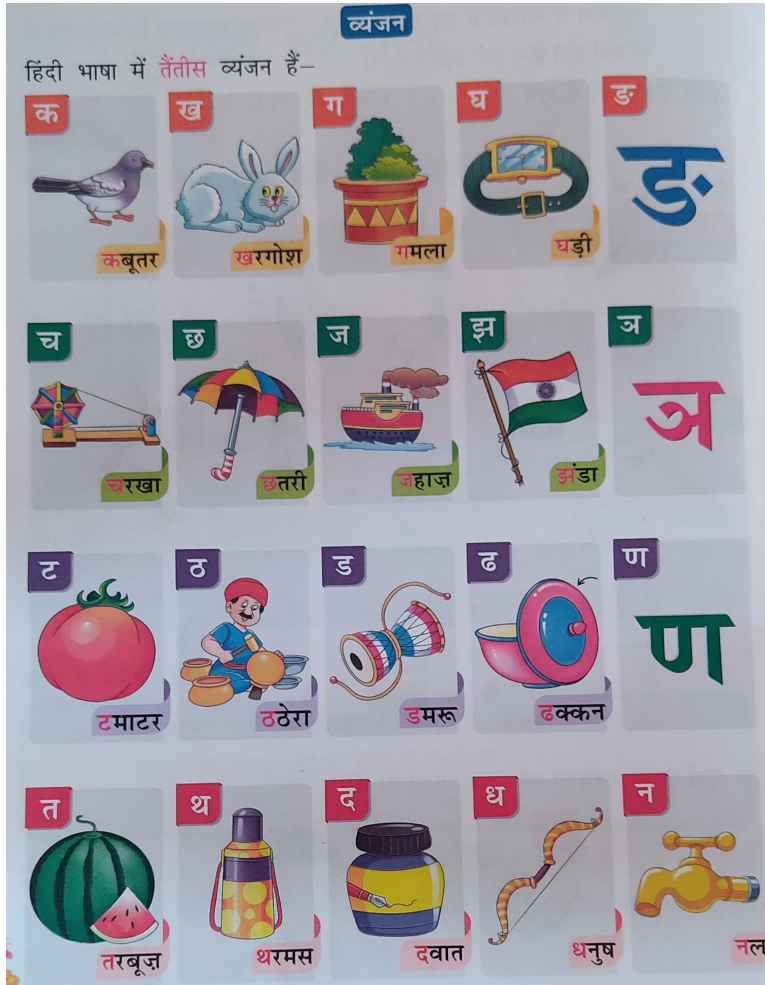 व्यंजन
हिंदी भाषा में तैंतीस व्यंजन हैं–
क ख ग घ ङ
ङ
कबूतर खरगोश गमला घड़ी
च छ ज झ ञ
ञ
चरखा छतरी जहाज़ झंडा
ट ठ ड ढ ण
ण
टमाटर ठठेरा डमरू ढक्कन
त थ द ध न
तरबूज़ थरमस दवात धनुष नल